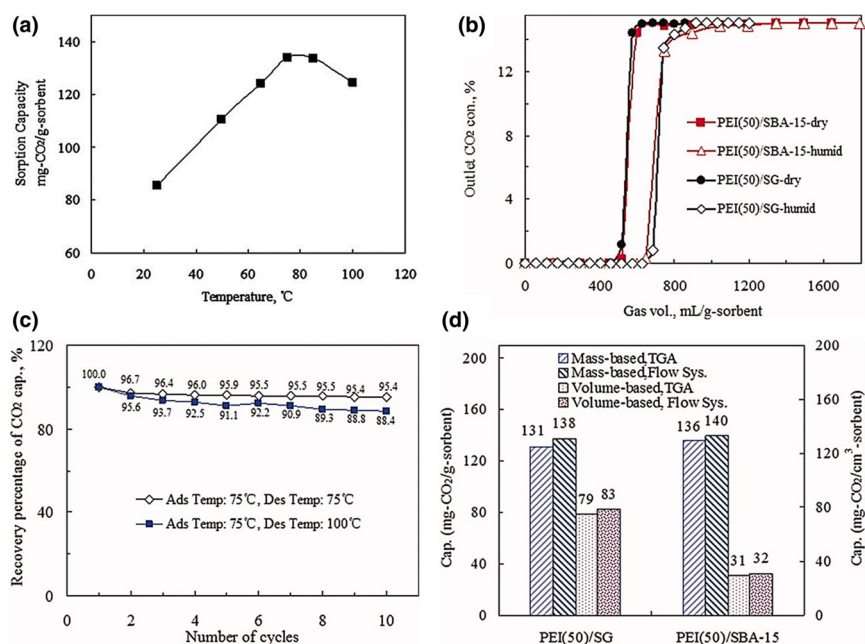 (a)
Sorption Capacity
mg-CO2/g-sorbent
160
140
120
100
80
60
0 20 40 60 80 100 120
Temperature, ℃
(b)
Outlet CO2 con., %
15
12
9
6
3
0
0 400 800 1200 1600
Gas vol., mL/g-sorbent
PEI(50)/SBA-15-dry
PEI(50)/SBA-15-humid
PEI(50)/SG-dry
PEI(50)/SG-humid
(c)
Recovery percentage of CO2 cap., %
120
80
40
0
100.0 96.7 96.4 96.0 95.9 95.5 95.5 95.5 95.4 95.4
95.6 93.7 92.5 91.1 92.2 90.9 89.3 88.8 88.4
Ads Temp: 75℃, Des Temp: 75℃
Ads Temp: 75℃, Des Temp: 100℃
0 2 4 6 8 10
Number of cycles
(d)
Mass-based,TGA
Mass-based,Flow Sys.
Volume-based,TGA
Volume-based, Flow Sys.
Cap. (mg-CO2/g-sorbent)
200
160
120
80
40
0
131 138 79 83
136 140 31 32
200
160
120
80
40
0
Cap. (mg-CO2/cm3-sorbent)
PEI(50)/SG PEI(50)/SBA-15